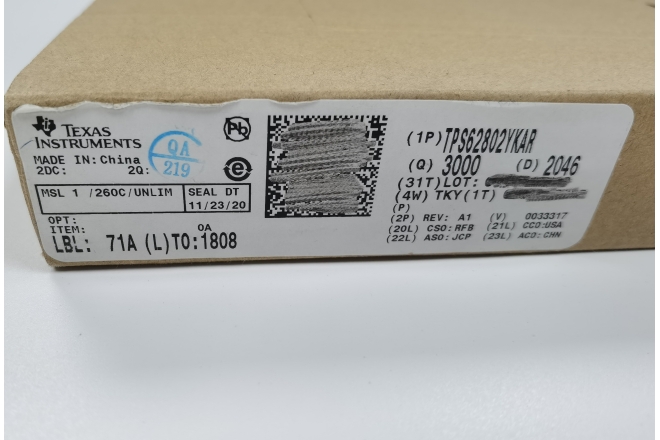 TEXAS
INSTRUMENTS
MADE IN: China
2DC: 2Q:
QA
219
Pb
e
MSL 1 /260C/UNLIM
SEAL DT
11/23/20
OPT:
ITEM:
0A
LBL: 71A (L)T0:1808
(1P)TPS62802YKAR
(Q) 3000 (D) 2046
(31T)LOT:
(4W) TKY(1T)
(P)
(2P) REV: A1 (V) 0033317
(20L) CSO:RFB (21L) CCO:USA
(22L) ASO:JCP (23L) ACO:CHN